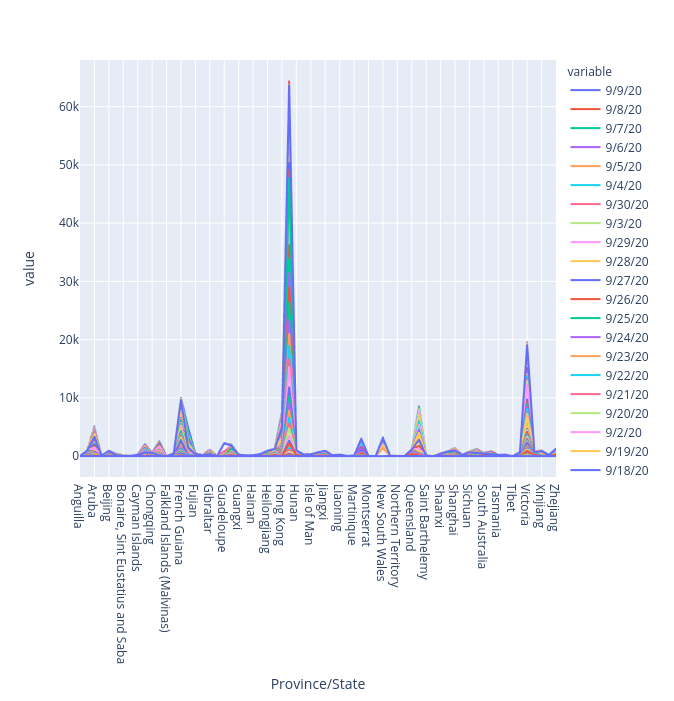 variable
9/9/20
9/8/20
9/7/20
9/6/20
9/5/20
9/4/20
9/30/20
9/3/20
9/29/20
9/28/20
9/27/20
9/26/20
9/25/20
9/24/20
9/23/20
9/22/20
9/21/20
9/20/20
9/2/20
9/19/20
9/18/20
60k
50k
40k
30k
20k
10k
0
value
Anguilla
Aruba
Beijing
Bonaire, Sint Eustatius and Saba
Cayman Islands
Chongqing
Falkland Islands (Malvinas)
French Guiana
Fujian
Gibraltar
Guadeloupe
Guangxi
Hainan
Heilongjiang
Hong Kong
Hunan
Isle of Man
Jiangxi
Liaoning
Martinique
Montserrat
New South Wales
Northern Territory
Queensland
Saint Barthelemy
Shaanxi
Shanghai
Sichuan
South Australia
Tasmania
Tibet
Victoria
Xinjiang
Zhejiang
Province/State